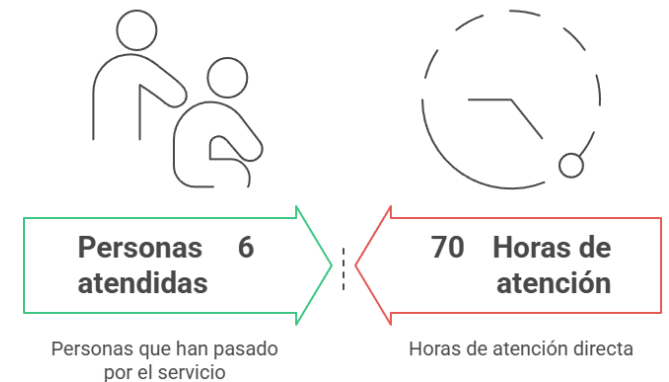 Personas 6
atendidas
70 Horas de
atención
Personas que han pasado
por el servicio
Horas de atención directa